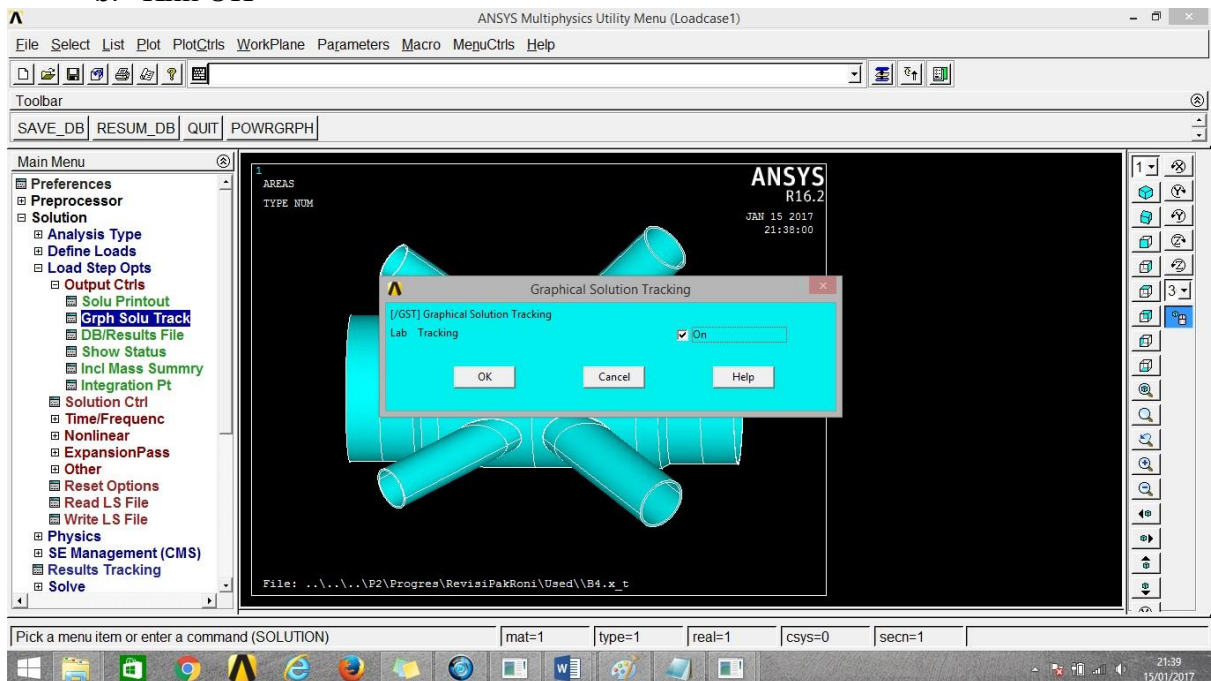 ANSYS Multiphysics Utility Menu (Loadcase1)
File Select List Plot PlotCtrls WorkPlane Parameters Macro MenuCtrls Help
Toolbar
SAVE_DB RESUM_DB QUIT POWRGRPH
Main Menu
Preferences
Preprocessor
Solution
Analysis Type
Define Loads
Load Step Opts
Output Ctrls
Solu Printout
Grph Solu Track
DB/Results File
Show Status
Incl Mass Summry
Integration Pt
Solution Ctrl
Time/Frequenc
Nonlinear
ExpansionPass
Other
Reset Options
Read LS File
Write LS File
Physics
SE Management (CMS)
Results Tracking
Solve
1
AREAS
TYPE NUM
ANSYS
R16.2
JAN 15 2017
21:38:00
Graphical Solution Tracking
[/GST] Graphical Solution Tracking
Lab Tracking
On
OK Cancel Help
File: ..\..\..\P2\Progres\RevisiPakRoni\Used\\B4.x_t
1
3
Pick a menu item or enter a command (SOLUTION) mat=1 type=1 real=1 csys=0 secn=1
21:39
15/01/2017